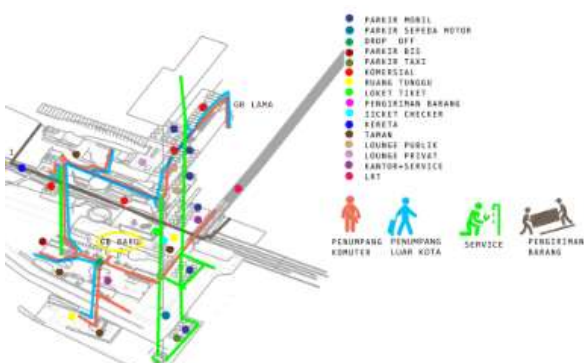 PARKIR MOBIL
PARKIR SEPEDA MOTOR
DROP OFF
PARKIR BIS
PARKIR TAXI
KOMERSIAL
RUANG TUNGGU
LOKET TIKET
PENGIRIMAN BARANG
TICKET CHECKER
KERETA
TAMAN
LOUNGE PUBLIK
LOUNGE PRIVAT
KANTOR+SERVICE
LRT
GB LAMA
GB BARU
PENUMPANG KOMUTER
PENUMPANG LUAR KOTA
SERVICE
PENGIRIMAN BARANG